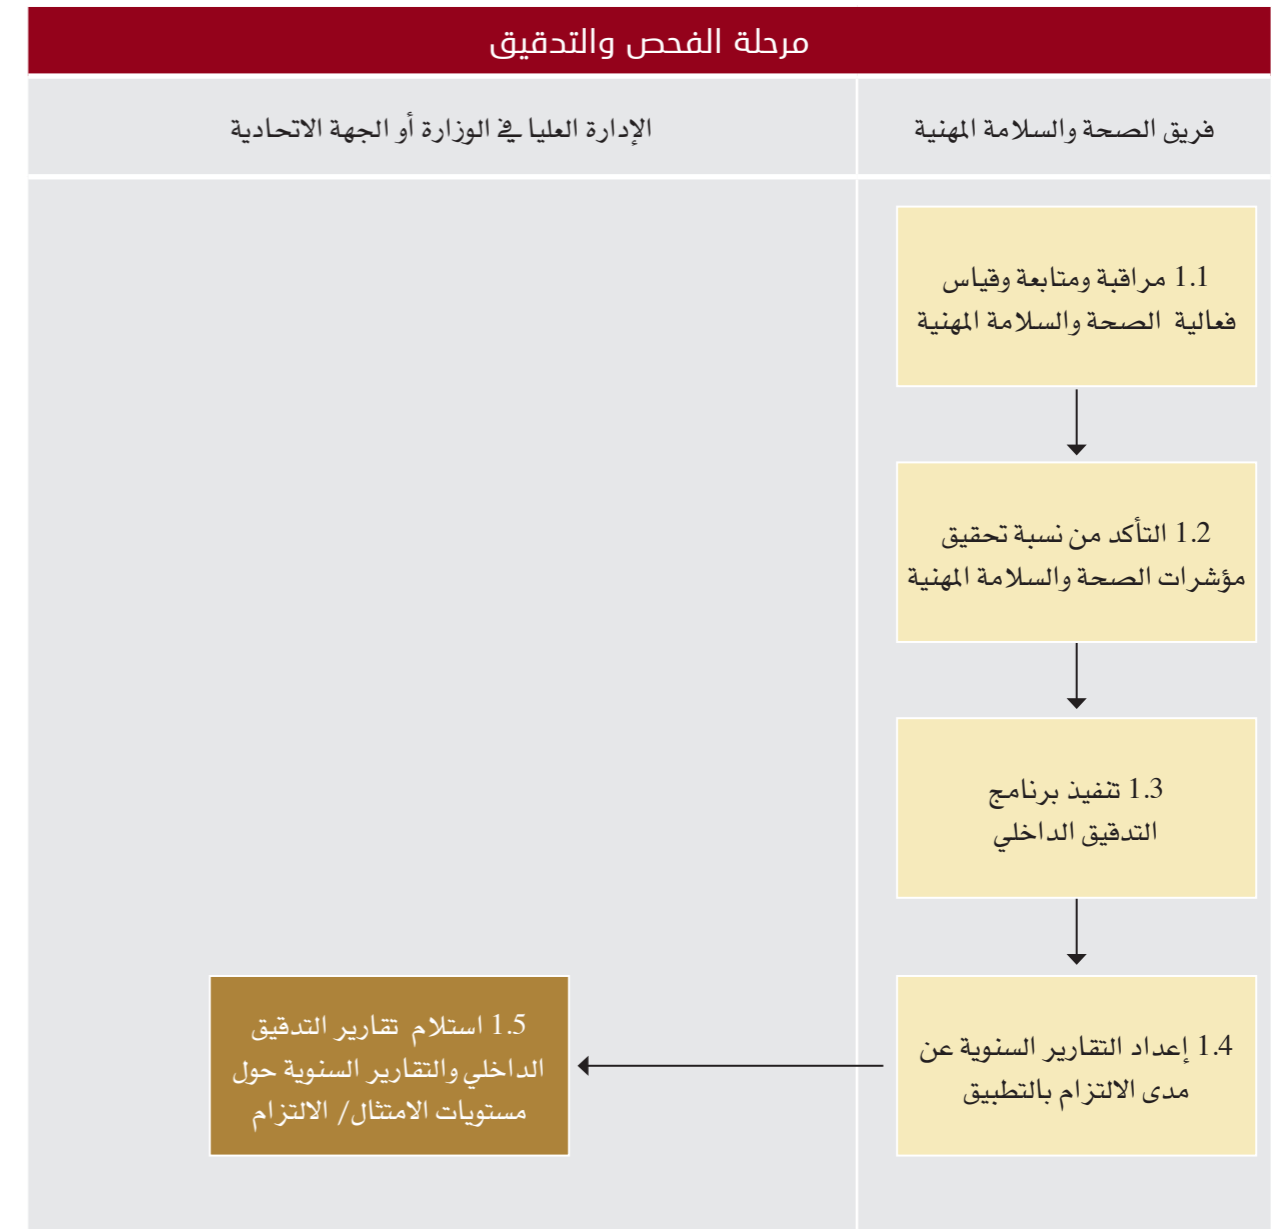 مرحلة الفحص والتدقيق
فريق الصحة والسلامة المهنية
الإدارة العليا في الوزارة أو الجهة الاتحادية
1.1 مراقبة ومتابعة وقياس
فعالية الصحة والسلامة المهنية
1.2 التأكد من نسبة تحقيق
مؤشرات الصحة والسلامة المهنية
1.3 تنفيذ برنامج
التدقيق الداخلي
1.4 إعداد التقارير السنوية عن
مدى الالتزام بالتطبيق
1.5 استلام تقارير التدقيق
الداخلي والتقارير السنوية حول
مستويات الامتثال/ الالتزام